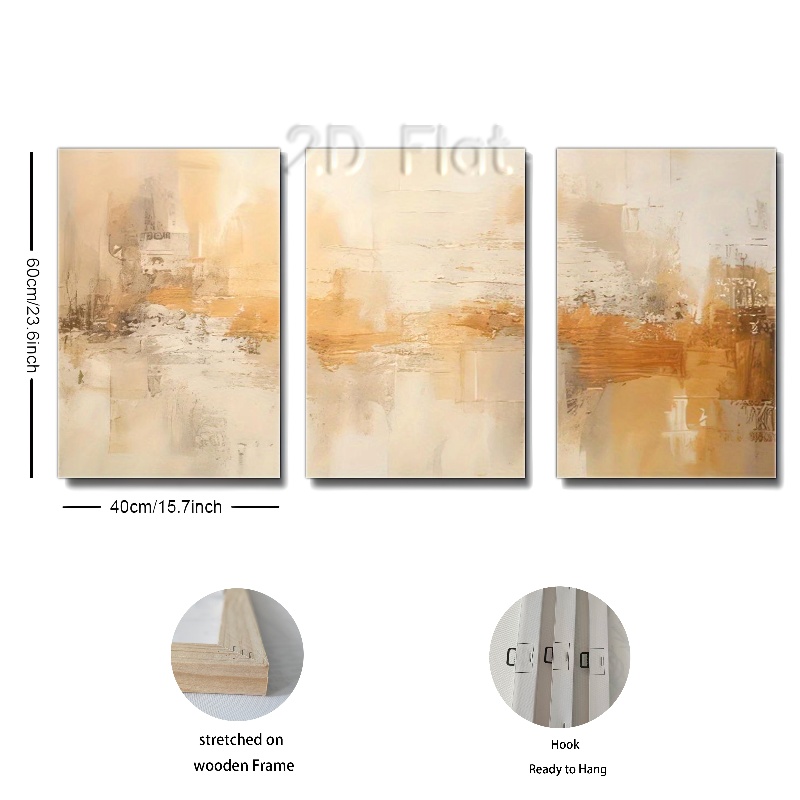 2D Flat.
60cm/23.6inch
40cm/15.7inch
stretched on
wooden Frame
Hook
Ready to Hang